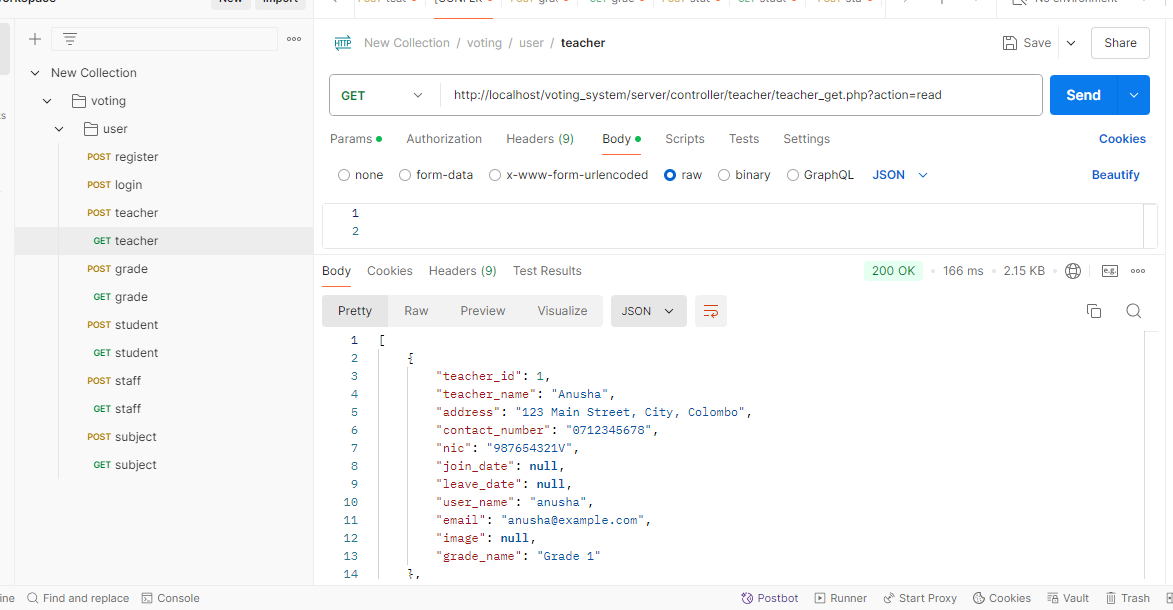 New Import
New Collection / voting / user / teacher
Save
Share
GET
http://localhost/voting_system/server/controller/teacher/teacher_get.php?action=read
Send
Params Authorization Headers (9) Body Scripts Tests Settings Cookies
none form-data x-www-form-urlencoded raw binary GraphQL JSON Beautify
1
2
New Collection
voting
user
POST register
POST login
POST teacher
GET teacher
POST grade
GET grade
POST student
GET student
POST staff
GET staff
POST subject
GET subject
Body Cookies Headers (9) Test Results 200 OK 166 ms 2.15 KB e.g.
Pretty Raw Preview Visualize JSON
1 [
2 {
3 "teacher_id": 1,
4 "teacher_name": "Anusha",
5 "address": "123 Main Street, City, Colombo",
6 "contact_number": "0712345678",
7 "nic": "987654321V",
8 "join_date": null,
9 "leave_date": null,
10 "user_name": "anusha",
11 "email": "anusha@example.com",
12 "image": null,
13 "grade_name": "Grade 1"
14 },
Find and replace Console Postbot Runner Start Proxy Cookies Vault Trash